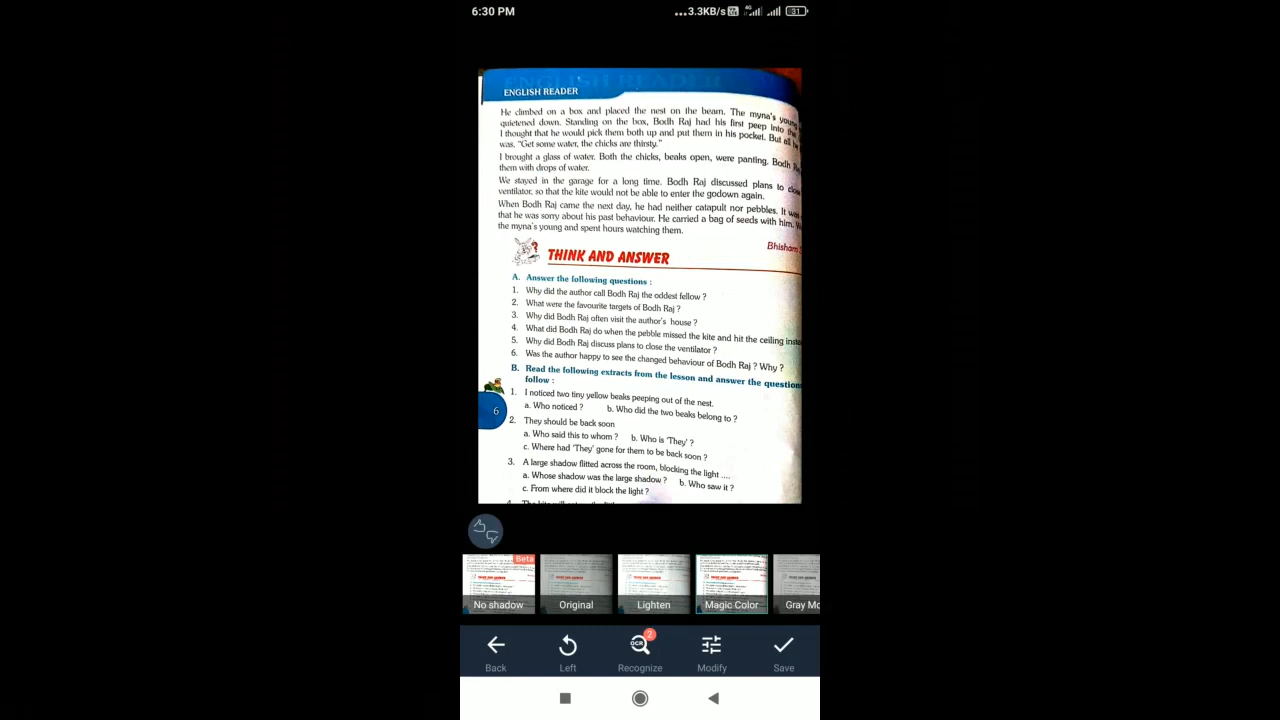 6:30 PM
...3.3KB/s
4G
31
ENGLISH READER
ENGLISH READER
He climbed on a box and placed the nest on the beam. The myna's young
quietened down. Standing on the box, Bodh Raj had his first peep into the
I thought that he would pick them both up and put them in his pocket. But all he
was, "Get some water, the chicks are thirsty."
I brought a glass of water. Both the chicks, beaks open, were panting. Bodh
them with drops of water.
We stayed in the garage for a long time. Bodh Raj discussed plans to
ventilator, so that the kite would not be able to enter the godown again.
When Bodh Raj came the next day, he had neither catapult nor pebbles. It was
that he was sorry about his past behaviour. He carried a bag of seeds with him.
the myna's young and spent hours watching them.
Bhisham
THINK AND ANSWER
A. Answer the following questions :
1. Why did the author call Bodh Raj the oddest fellow ?
2. What were the favourite targets of Bodh Raj ?
3. Why did Bodh Raj often visit the author's house ?
4. What did Bodh Raj do when the pebble missed the kite and hit the ceiling
5. Why did Bodh Raj discuss plans to close the ventilator ?
6. Was the author happy to see the changed behaviour of Bodh Raj ? Why ?
B. Read the following extracts from the lesson and answer the question
follow :
1. I noticed two tiny yellow beaks peeping out of the nest.
a. Who noticed ? b. Who did the two beaks belong to ?
6
2. They should be back soon
a. Who said this to whom ? b. Who is 'They' ?
c. Where had 'They' gone for them to be back soon ?
3. A large shadow flitted across the room, blocking the light ....
a. Whose shadow was the large shadow ? b. Who saw it ?
c. From where did it block the light ?
Beta
THINK AND ANSWER
No shadow Original Lighten Magic Color Gray Mo
OCR 2
Back Left Recognize Modify Save